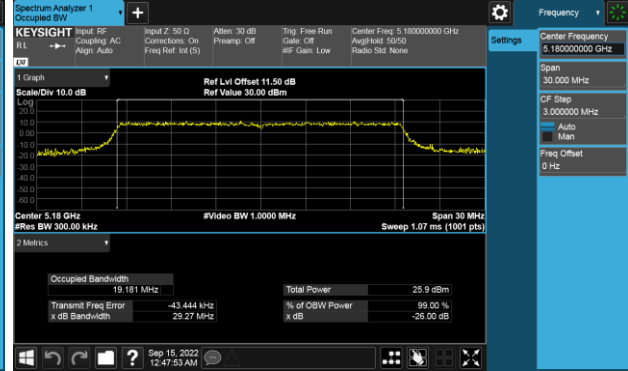 Spectrum Analyzer 1
Occupied BW
+
KEYSIGHT
RL
LXI
Input: RF
Coupling: AC
Align: Auto
Input Z: 50 Ω
Corrections: On
Freq Ref: Int (S)
Atten: 30 dB
Preamp: Off
Trig: Free Run
Gate: Off
#IF Gain: Low
Center Freq: 5.180000000 GHz
Avg|Hold: 50/50
Radio Std: None
1 Graph
Scale/Div 10.0 dB
Ref Lvl Offset 11.50 dB
Ref Value 30.00 dBm
Log
20.0
10.0
0.00
-10.0
-20.0
-30.0
-40.0
-50.0
-60.0
Center 5.18 GHz
#Video BW 1.0000 MHz
Span 30 MHz
#Res BW 300.00 kHz
Sweep 1.07 ms (1001 pts)
2 Metrics
Occupied Bandwidth
19.181 MHz
Total Power 25.9 dBm
Transmit Freq Error -43.444 kHz
% of OBW Power 99.00 %
x dB Bandwidth 29.27 MHz
x dB -26.00 dB
?
Sep 15, 2022
12:47:53 AM
Frequency
Settings
Center Frequency
5.180000000 GHz
Span
30.000 MHz
CF Step
3.000000 MHz
Auto
Man
Freq Offset
0 Hz